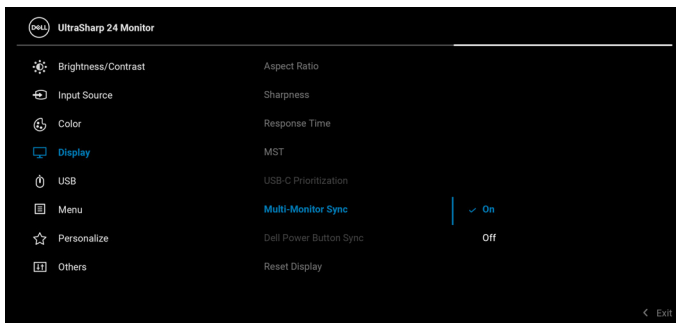 DELL UltraSharp 24 Monitor
Brightness/Contrast Aspect Ratio
Input Source Sharpness
Color Response Time
Display MST
USB USB-C Prioritization
Menu Multi-Monitor Sync On
Personalize Dell Power Button Sync Off
Others Reset Display
Exit